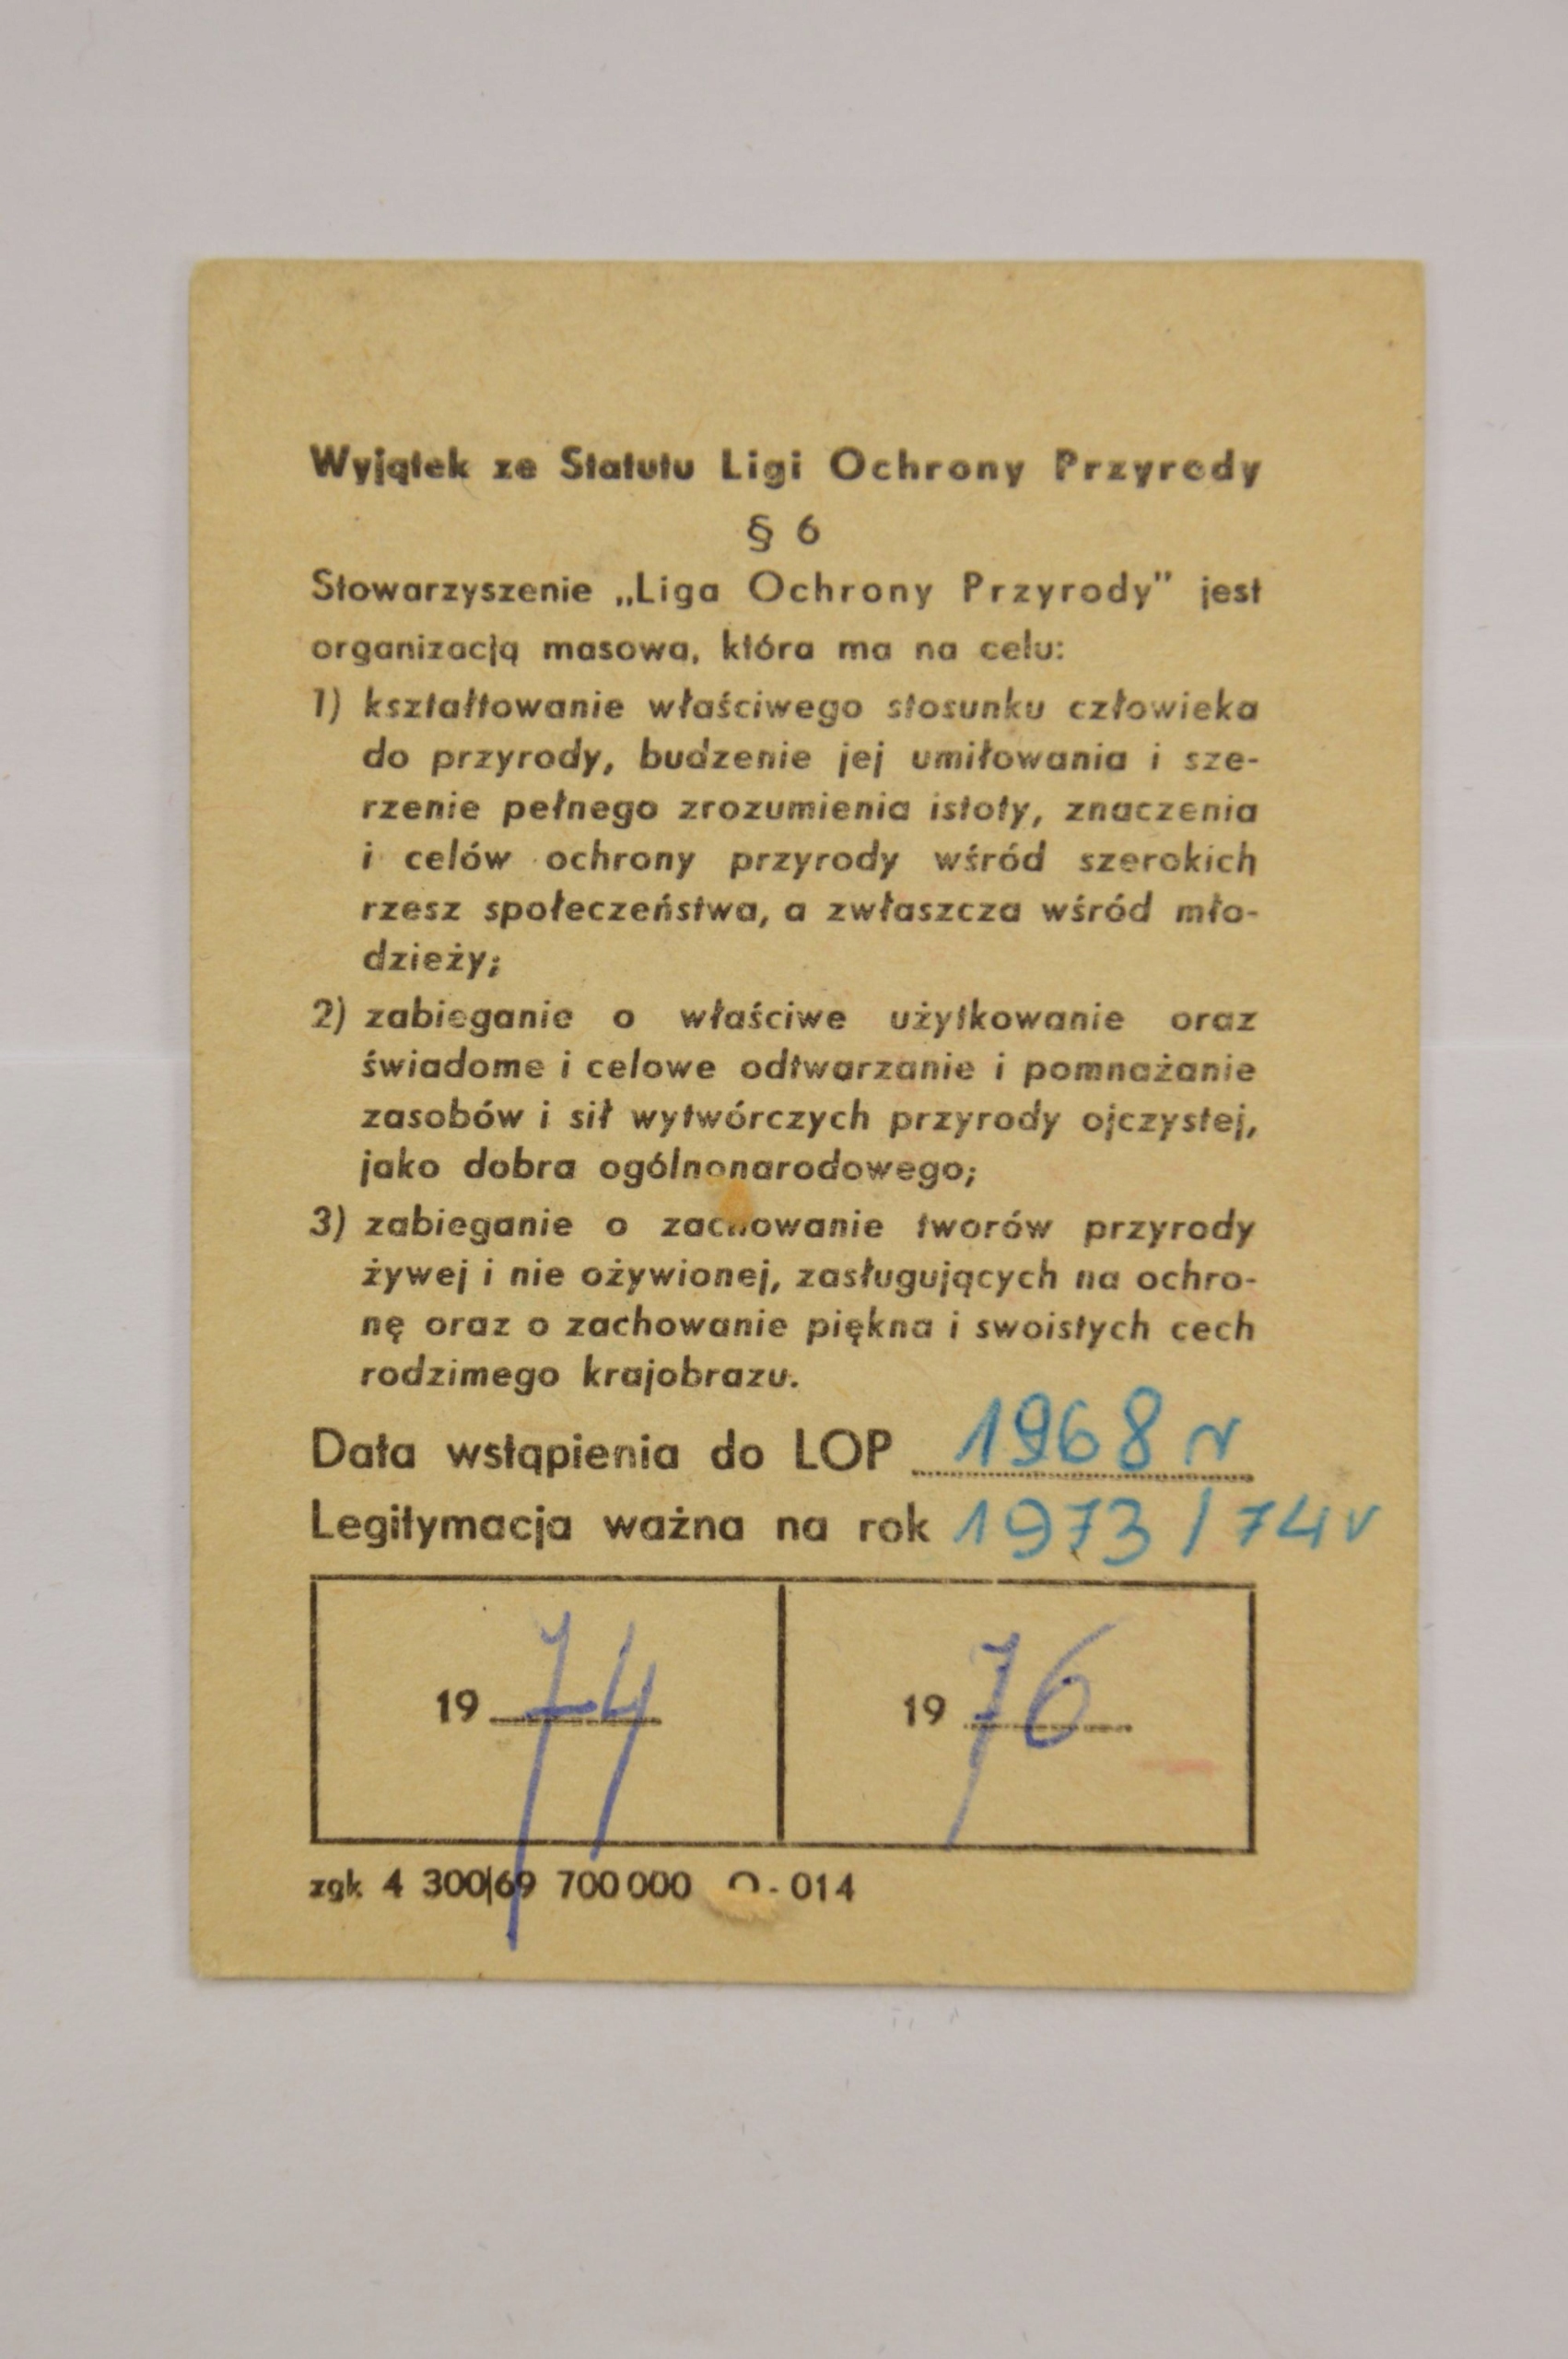 Wyjątek ze Statutu Ligi Ochrony Przyrody
§ 6
Stowarzyszenie „Liga Ochrony Przyrody" jest
organizacją masowa, która ma na celu:
1) kształtowanie właściwego stosunku człowieka
do przyrody, budzenie jej umiłowania i sze-
rzenie pełnego zrozumienia istoty, znaczenia
i celów ochrony przyrody wśród szerokich
rzesz społeczeństwa, a zwłaszcza wśród mło-
dzieży;
2) zabieganie o właściwe użytkowanie oraz
świadome i celowe odtwarzanie i pomnażanie
zasobów i sił wytwórczych przyrody ojczystej,
jako dobra ogólnonarodowego;
3) zabieganie o zachowanie tworów przyrody
żywej i nie ożywionej, zasługujących na ochro-
nę oraz o zachowanie piękna i swoistych cech
rodzimego krajobrazu.
Data wstąpienia do LOP 1968 r
Legitymacja ważna na rok 1973/74 r
19 74 19 76
zgk 4 300/69 700000 O-014